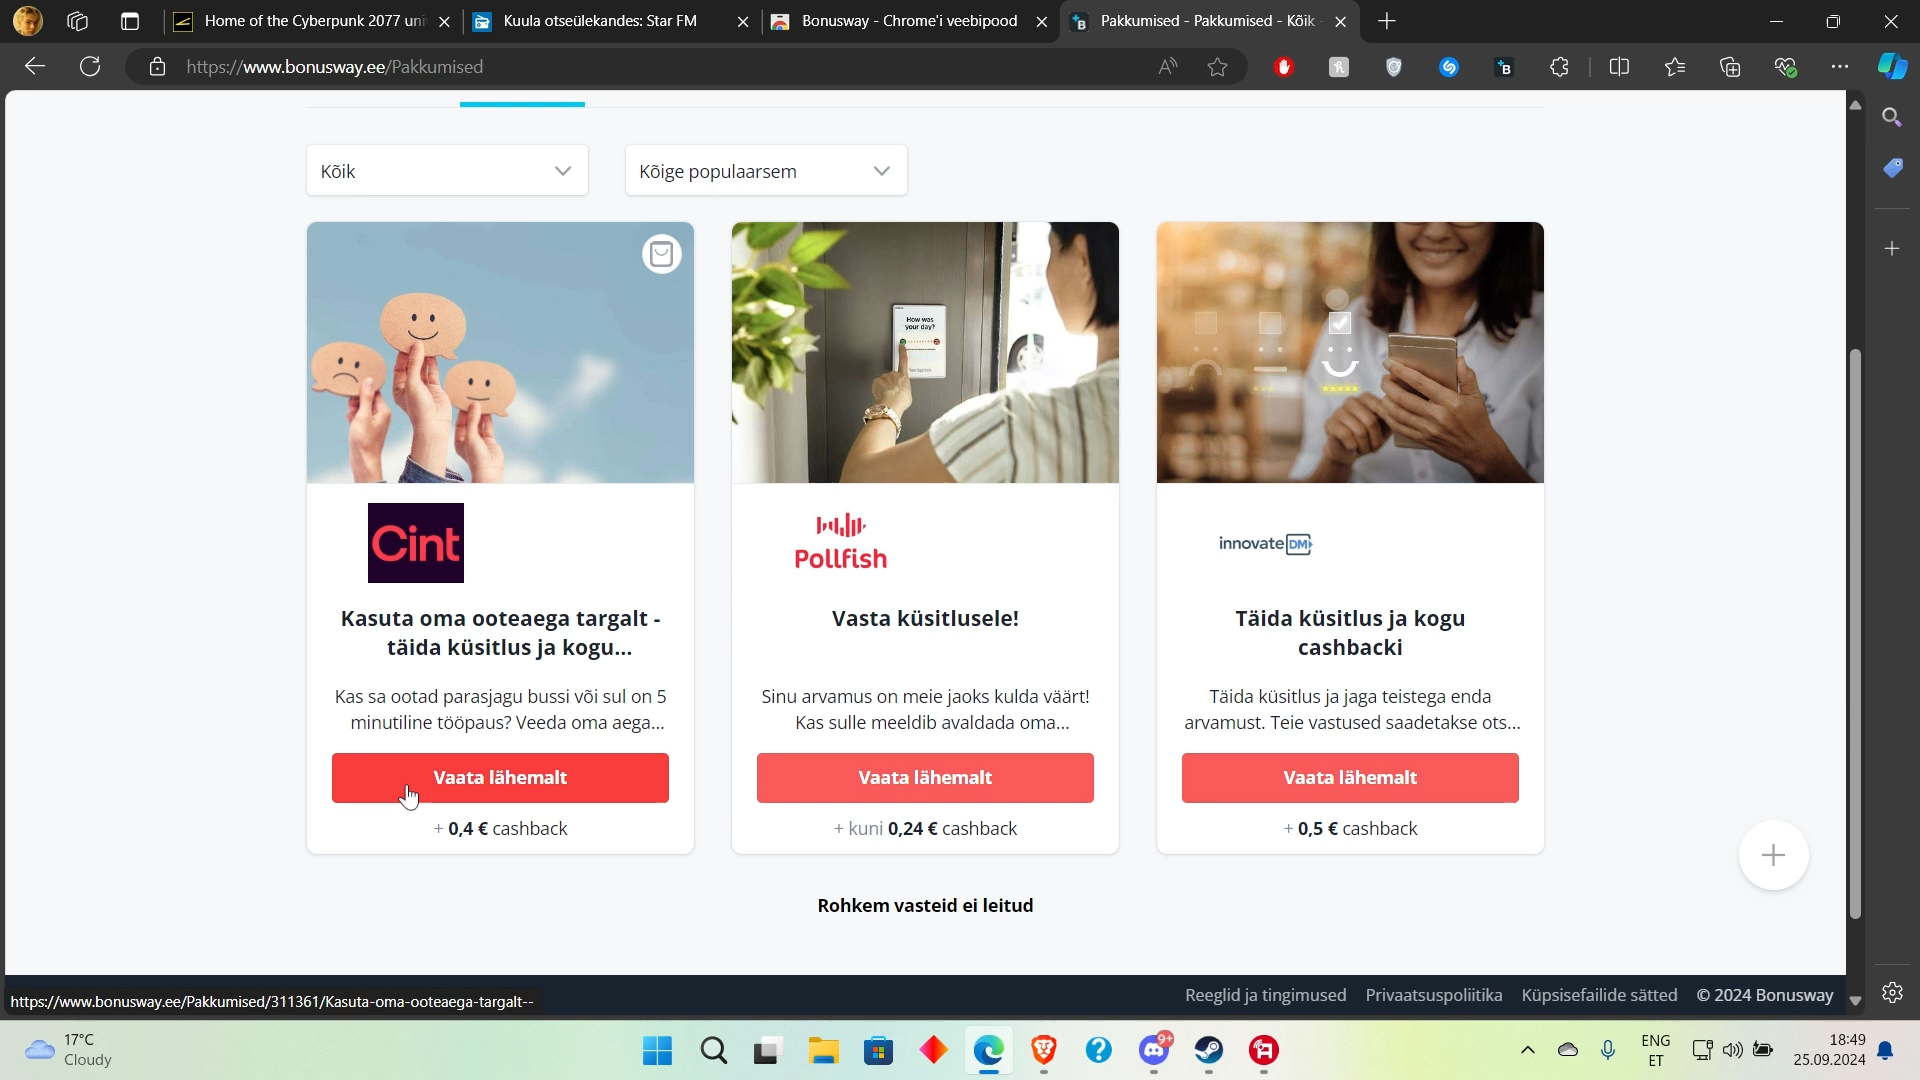 Home of the Cyberpunk 2077 uni
Kuula otseülekandes: Star FM
Bonusway - Chrome'i veebipood
Pakkumised - Pakkumised - Kõik -
https://www.bonusway.ee/Pakkumised
Kõik
Kõige populaarsem
How was
your day?
Cint
Pollfish
innovate DM
Kasuta oma ooteaega targalt -
täida küsitlus ja kogu...
Vasta küsitlusele!
Täida küsitlus ja kogu
cashbacki
Kas sa ootad parasjagu bussi või sul on 5
minutiline tööpaus? Veeda oma aega...
Sinu arvamus on meie jaoks kulda väärt!
Kas sulle meeldib avaldada oma...
Täida küsitlus ja jaga teistega enda
arvamust. Teie vastused saadetakse ots...
Vaata lähemalt
Vaata lähemalt
Vaata lähemalt
+ 0,4 € cashback
+ kuni 0,24 € cashback
+ 0,5 € cashback
Rohkem vasteid ei leitud
https://www.bonusway.ee/Pakkumised/311361/Kasuta-oma-ooteaega-targalt--
Reeglid ja tingimused
Privaatsuspoliitika
Küpsisefailide sätted
© 2024 Bonusway
17°C
Cloudy
9+
ENG
ET
18:49
25.09.2024